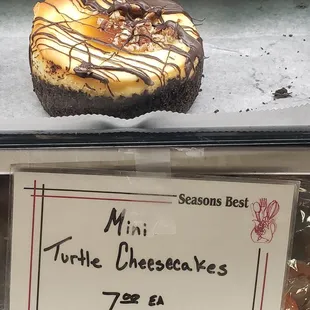 Seasons Best
Mini
Turtle Cheesecakes
7.00 EA